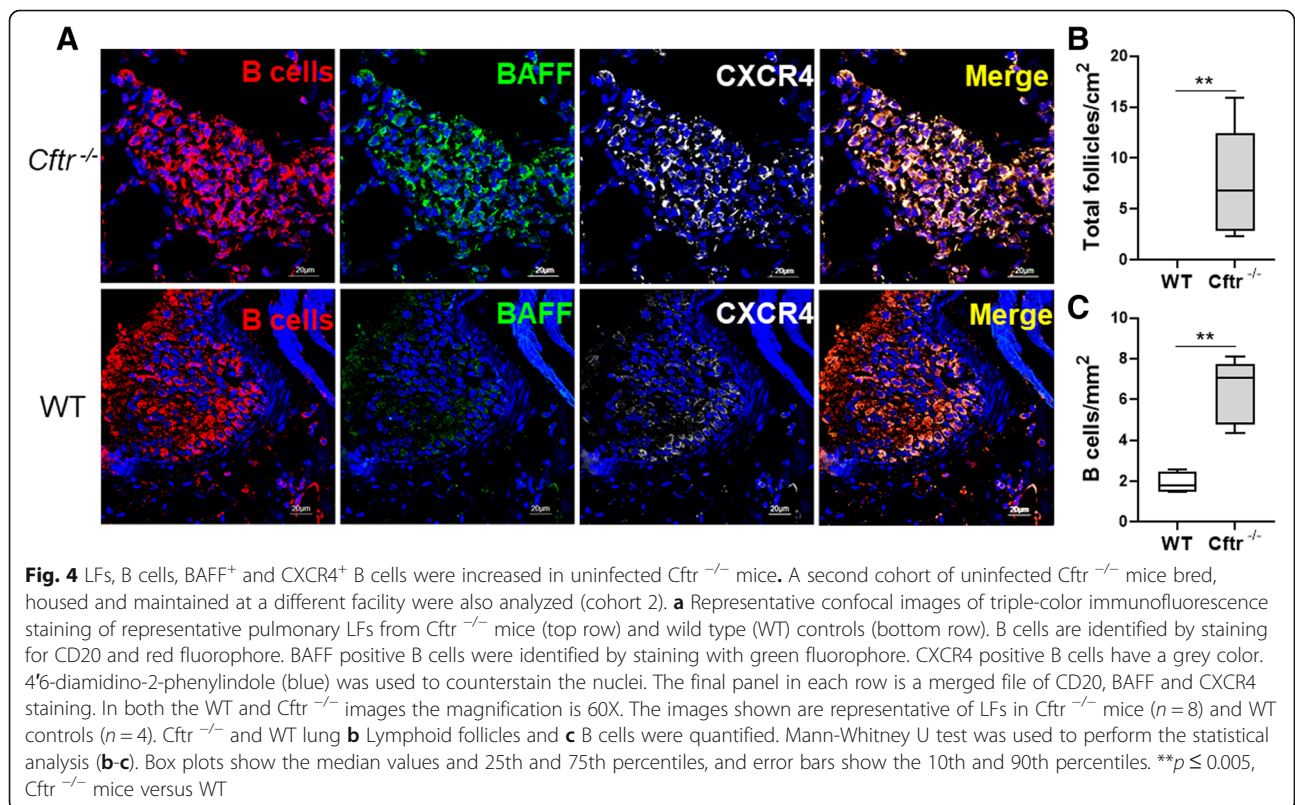 A
B cells
BAFF
CXCR4
Merge
Cftr -/-
20µm
20µm
20µm
20µm
B cells
BAFF
CXCR4
Merge
WT
20µm
20µm
20µm
20µm
B
Total follicles/cm²
20
15
10
5
0
**
WT Cftr -/-
C
B cells/mm²
10
8
6
4
2
0
**
WT Cftr -/-
Fig. 4 LFs, B cells, BAFF⁺ and CXCR4⁺ B cells were increased in uninfected Cftr −/− mice. A second cohort of uninfected Cftr −/− mice bred,
housed and maintained at a different facility were also analyzed (cohort 2). a Representative confocal images of triple-color immunofluorescence
staining of representative pulmonary LFs from Cftr −/− mice (top row) and wild type (WT) controls (bottom row). B cells are identified by staining
for CD20 and red fluorophore. BAFF positive B cells were identified by staining with green fluorophore. CXCR4 positive B cells have a grey color.
4′6-diamidino-2-phenylindole (blue) was used to counterstain the nuclei. The final panel in each row is a merged file of CD20, BAFF and CXCR4
staining. In both the WT and Cftr −/− images the magnification is 60X. The images shown are representative of LFs in Cftr −/− mice (n = 8) and WT
controls (n = 4). Cftr −/− and WT lung b Lymphoid follicles and c B cells were quantified. Mann-Whitney U test was used to perform the statistical
analysis (b-c). Box plots show the median values and 25th and 75th percentiles, and error bars show the 10th and 90th percentiles. **p ≤ 0.005,
Cftr −/− mice versus WT